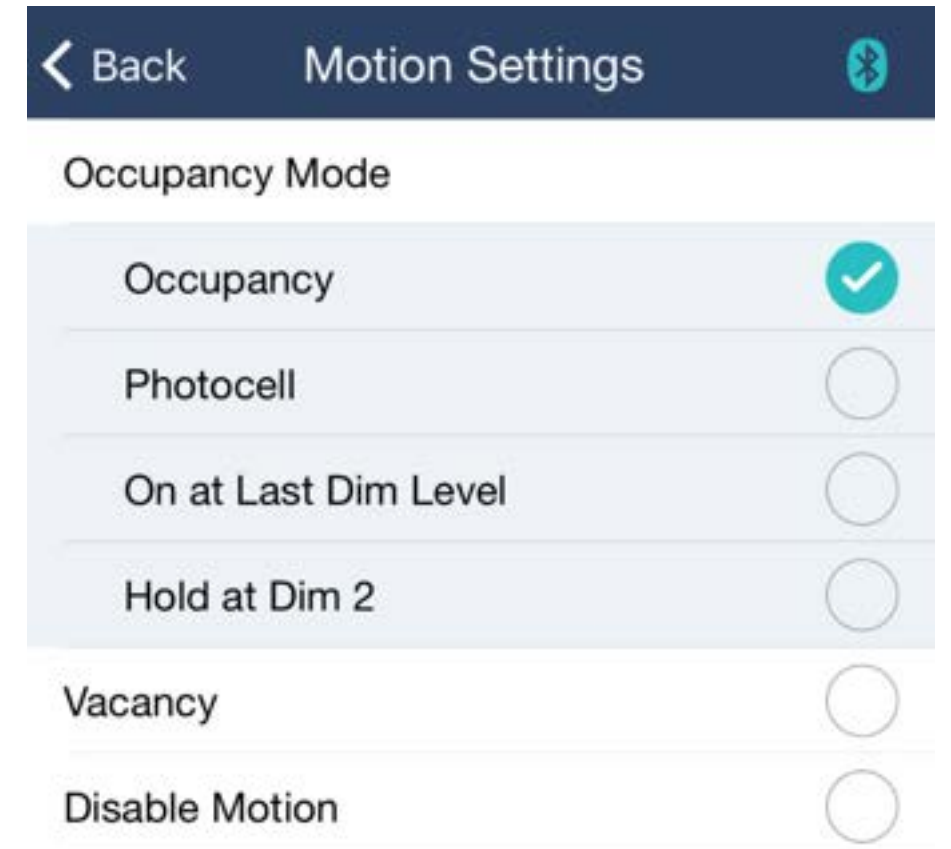 Back Motion Settings
Occupancy Mode
Occupancy
Photocell
On at Last Dim Level
Hold at Dim 2
Vacancy
Disable Motion